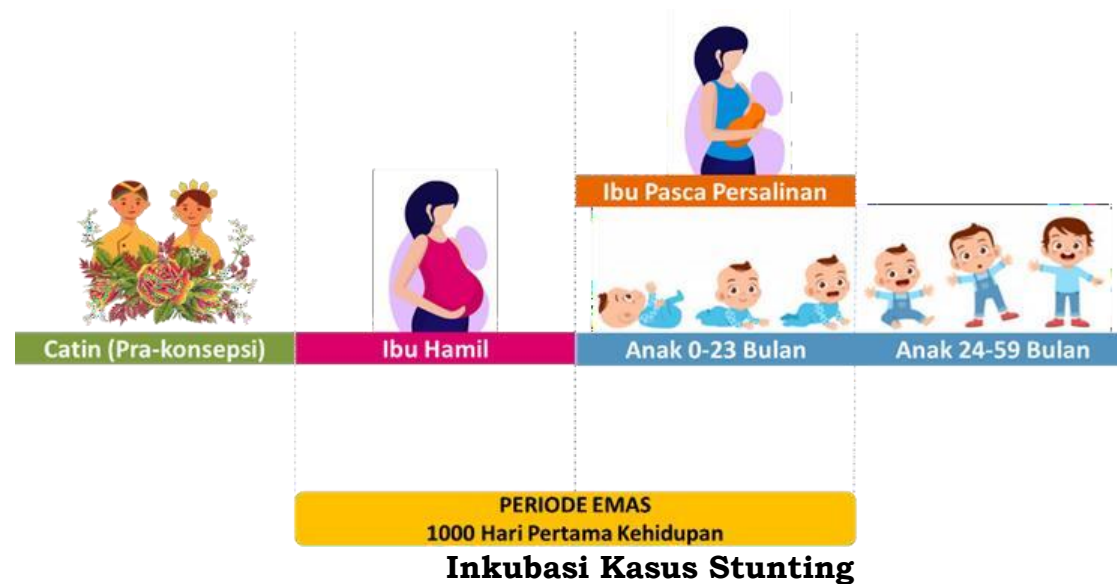 Ibu Pasca Persalinan
Catin (Pra-konsepsi)
Ibu Hamil
Anak 0-23 Bulan
Anak 24-59 Bulan
PERIODE EMAS
1000 Hari Pertama Kehidupan
Inkubasi Kasus Stunting